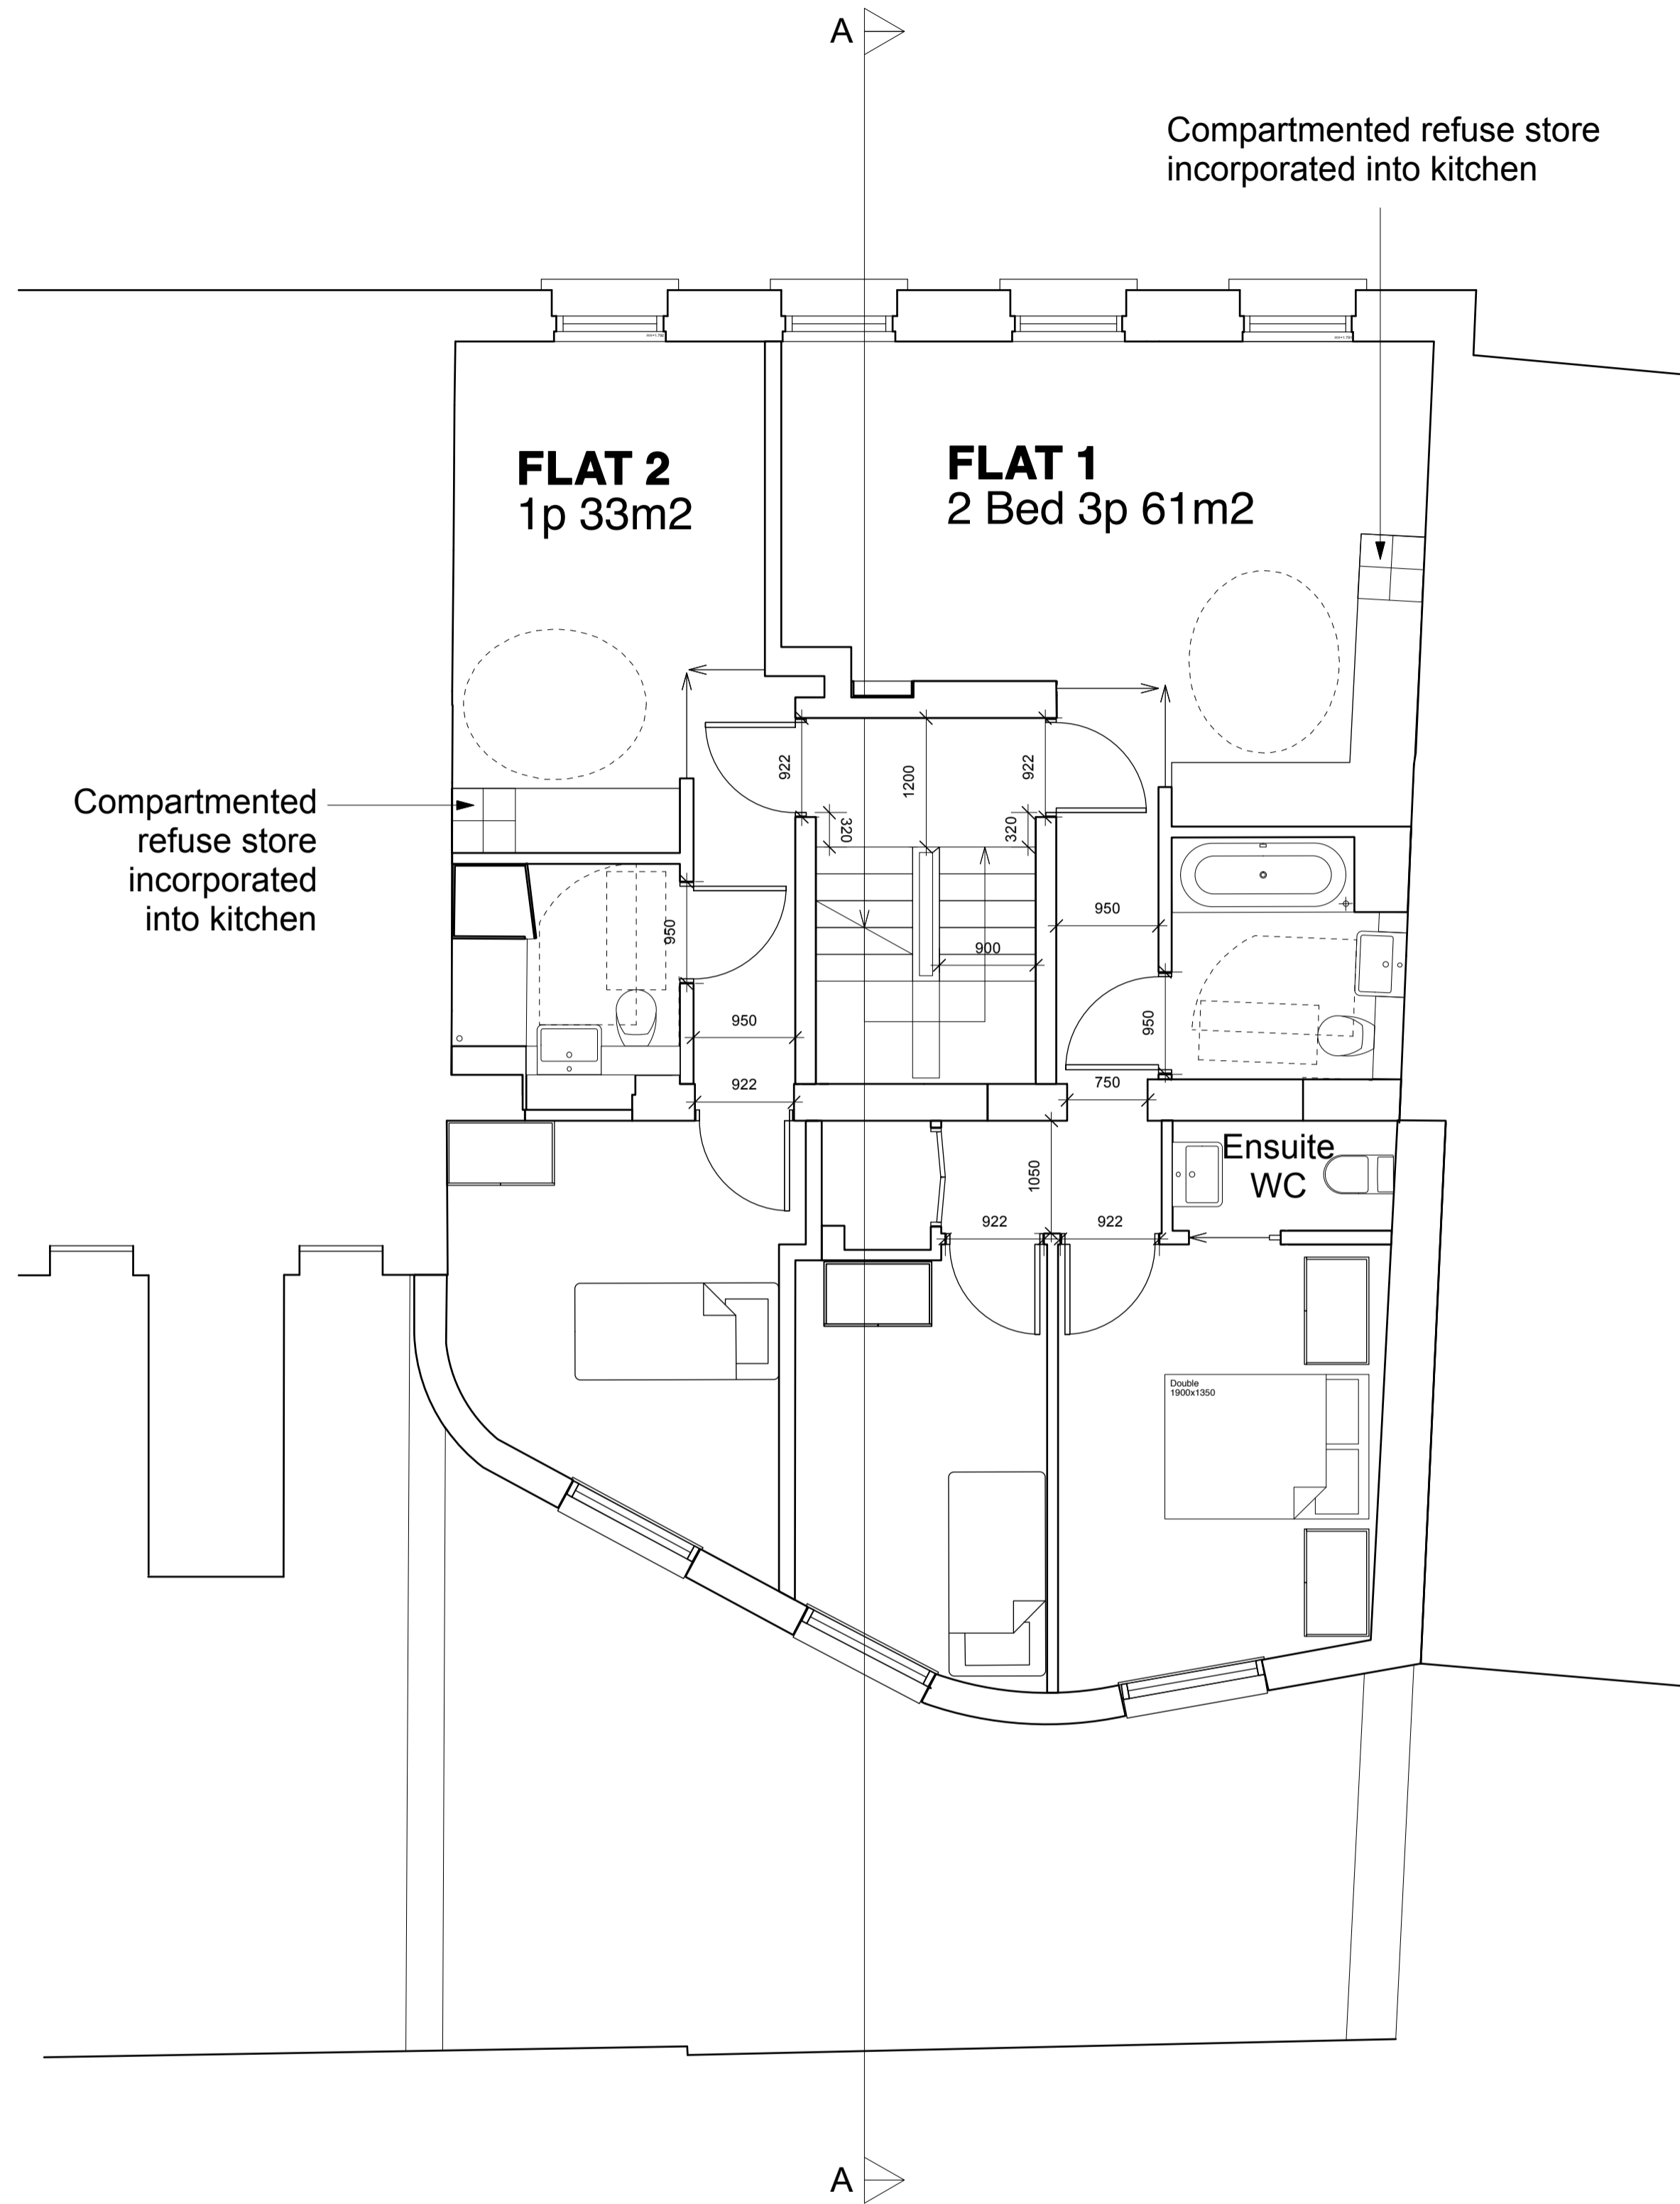 A
Compartmented refuse store
incorporated into kitchen
FLAT 2
1p 33m2
FLAT 1
2 Bed 3p 61m2
Compartmented
refuse store
incorporated
into kitchen
922
1200
922
320
320
950
950
900
950
950
922
750
1050
922
922
Ensuite
WC
Double
1900x1350
A